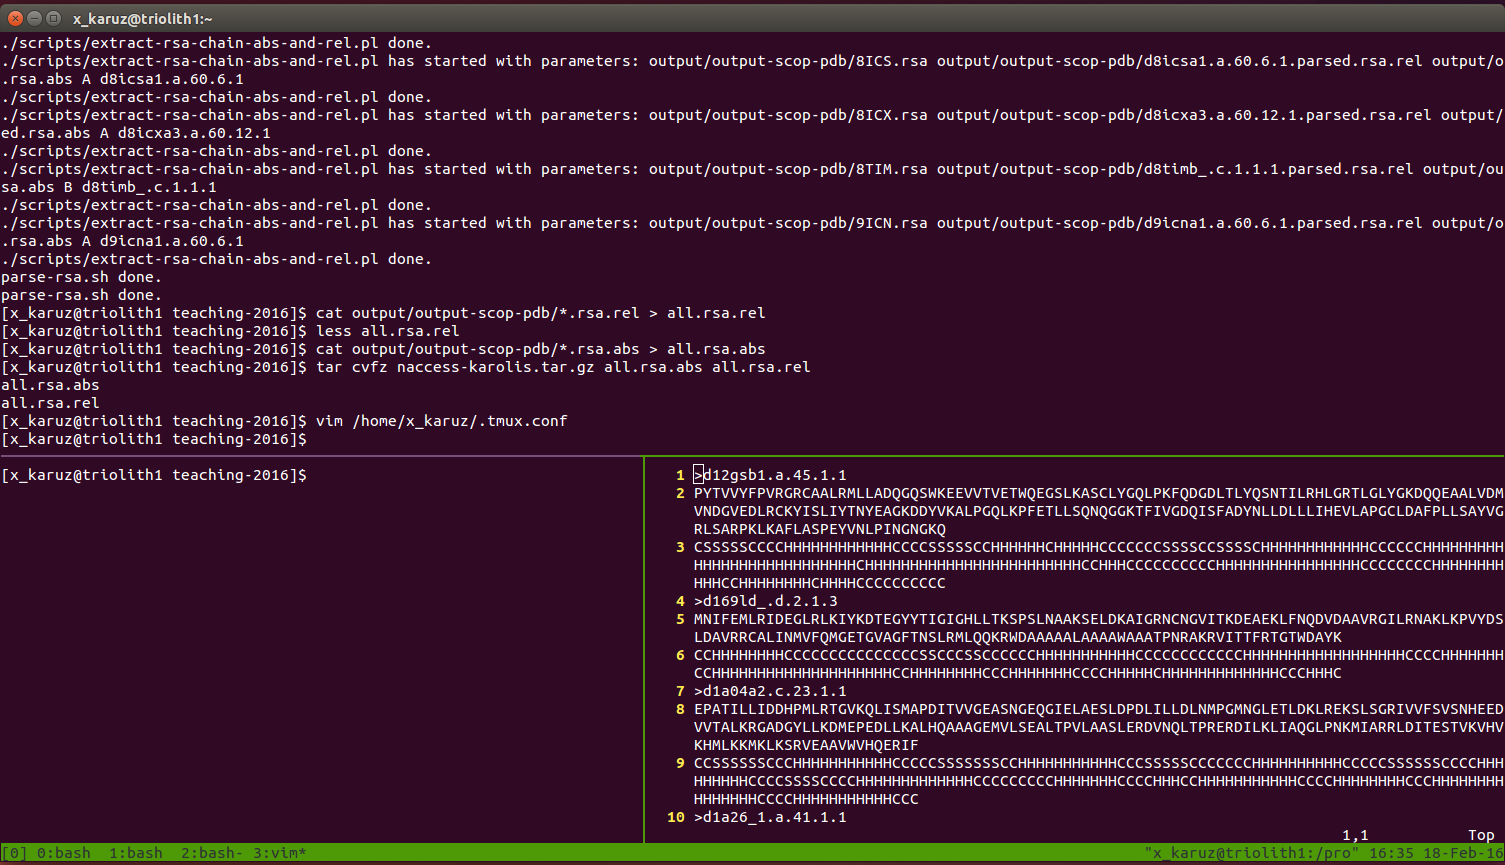 x_karuz@triolith1:~
./scripts/extract-rsa-chain-abs-and-rel.pl done.
./scripts/extract-rsa-chain-abs-and-rel.pl has started with parameters: output/output-scop-pdb/8ICS.rsa output/output-scop-pdb/d8icsa1.a.60.6.1.parsed.rsa.rel output/o
.rsa.abs A d8icsa1.a.60.6.1
./scripts/extract-rsa-chain-abs-and-rel.pl done.
./scripts/extract-rsa-chain-abs-and-rel.pl has started with parameters: output/output-scop-pdb/8ICX.rsa output/output-scop-pdb/d8icxa3.a.60.12.1.parsed.rsa.rel output/
ed.rsa.abs A d8icxa3.a.60.12.1
./scripts/extract-rsa-chain-abs-and-rel.pl done.
./scripts/extract-rsa-chain-abs-and-rel.pl has started with parameters: output/output-scop-pdb/8TIM.rsa output/output-scop-pdb/d8timb_.c.1.1.1.parsed.rsa.rel output/ou
sa.abs B d8timb_.c.1.1.1
./scripts/extract-rsa-chain-abs-and-rel.pl done.
./scripts/extract-rsa-chain-abs-and-rel.pl has started with parameters: output/output-scop-pdb/9ICN.rsa output/output-scop-pdb/d9icna1.a.60.6.1.parsed.rsa.rel output/o
.rsa.abs A d9icna1.a.60.6.1
./scripts/extract-rsa-chain-abs-and-rel.pl done.
parse-rsa.sh done.
parse-rsa.sh done.
[x_karuz@triolith1 teaching-2016]$ cat output/output-scop-pdb/*.rsa.rel > all.rsa.rel
[x_karuz@triolith1 teaching-2016]$ less all.rsa.rel
[x_karuz@triolith1 teaching-2016]$ cat output/output-scop-pdb/*.rsa.abs > all.rsa.abs
[x_karuz@triolith1 teaching-2016]$ tar cvfz naccess-karolis.tar.gz all.rsa.abs all.rsa.rel
all.rsa.abs
all.rsa.rel
[x_karuz@triolith1 teaching-2016]$ vim /home/x_karuz/.tmux.conf
[x_karuz@triolith1 teaching-2016]$
[x_karuz@triolith1 teaching-2016]$
1 >d12gsb1.a.45.1.1
2 PYTVVYFPVRGRCAALRMLLADQGQSWKEEVVTVETWQEGSLKASCLYGQLPKFQDGDLTLYQSNTILRHLGRTLGLYGKDQQEAALVDM
VNDGVEDLRCKYISLIYTNYEAGKDDYVKALPGQLKPFETLLSQNQGGKTFIVGDQISFADYNLLDLLLIHEVLAPGCLDAFPLLSAYVG
RLSARPKLKAFLASPEYVNLPINGNGKQ
3 CSSSSSCCCCHHHHHHHHHHHHCCCCSSSSSCCHHHHHHCHHHHHCCCCCCCSSSSCCSSSSCHHHHHHHHHHHHCCCCCCHHHHHHHHH
HHHHHHHHHHHHHHHHHHCHHHHHHHHHHHHHHHHHHHHHHHHCCHHHCCCCCCCCCCHHHHHHHHHHHHHHHHCCCCCCCCHHHHHHHH
HHHCCHHHHHHHHCHHHHCCCCCCCCCC
4 >d169ld_.d.2.1.3
5 MNIFEMLRIDEGLRLKIYKDTEGYYTIGIGHLLTKSPSLNAAKSELDKAIGRNCNGVITKDEAEKLFNQDVDAAVRGILRNAKLKPVYDS
LDAVRRCALINMVFQMGETGVAGFTNSLRMLQQKRWDAAAAALAAAAWAAATPNRAKRVITTFRTGTWDAYK
6 CCHHHHHHHHCCCCCCCCCCCCCCCSSCCCSSCCCCCCHHHHHHHHHHHCCCCCCCCCCCCHHHHHHHHHHHHHHHHHHCCCCHHHHHHH
CCHHHHHHHHHHHHHHHHHHHHCCHHHHHHHHCCCHHHHHHHCCCCHHHHHCHHHHHHHHHHHHHCCCHHHC
7 >d1a04a2.c.23.1.1
8 EPATILLIDDHPMLRTGVKQLISMAPDITVVGEASNGEQGIELAESLDPDLILLDLNMPGMNGLETLDKLREKSLSGRIVVFSVSNHEED
VVTALKRGADGYLLKDMEPEDLLKALHQAAAGEMVLSEALTPVLAASLERDVNQLTPRERDILKLIAQGLPNKMIARRLDITESTVKVHV
KHMLKKMKLKSRVEAAVWVHQERIF
9 CCSSSSSSCCCHHHHHHHHHHHCCCCCSSSSSSSCCHHHHHHHHHHHCCCSSSSSCCCCCCCHHHHHHHHHHCCCCCSSSSSSCCCCHHH
HHHHHHCCCCSSSSCCCCHHHHHHHHHHHHHCCCCCCCCCHHHHHHHCCCCHHHCCHHHHHHHHHHHCCCCHHHHHHHHCCCHHHHHHHH
HHHHHHHCCCCHHHHHHHHHHHCCC
10 >d1a26_1.a.41.1.1
1,1 Top
[0] 0:bash 1:bash 2:bash- 3:vim* "x_karuz@triolith1:/pro" 16:35 18-Feb-16